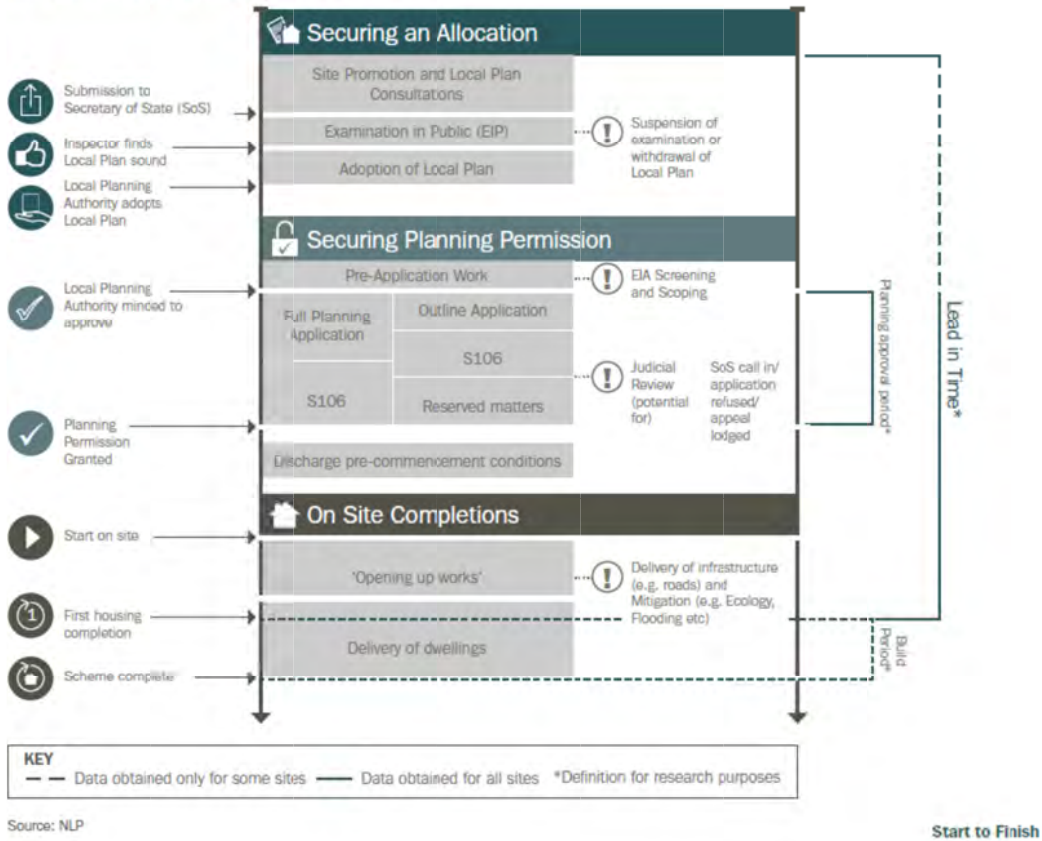 Securing an Allocation
Site Promotion and Local Plan
Consultations
Submission to
Secretary of State (SoS)
Examination in Public (EIP)
Suspension of
examination or
withdrawal of
Local Plan
Inspector finds
Local Plan sound
Adoption of Local Plan
Local Planning
Authority adopts
Local Plan
Securing Planning Permission
Pre-Application Work
EIA Screening
and Scoping
Local Planning
Authority minded to
approve
Full Planning
Application
Outline Application
S106
S106
Reserved matters
Judicial
Review
(potential
for)
SoS call in/
application
refused/
appeal
lodged
Planning approval period*
Lead in Time*
Planning
Permission
Granted
Discharge pre-commencement conditions
On Site Completions
Start on site
'Opening up works'
Delivery of infrastructure
(e.g. roads) and
Mitigation (e.g. Ecology,
Flooding etc)
1
First housing
completion
Delivery of dwellings
Build
Period*
Scheme complete
KEY
Data obtained only for some sites
Data obtained for all sites
*Definition for research purposes
Source: NLP
Start to Finish